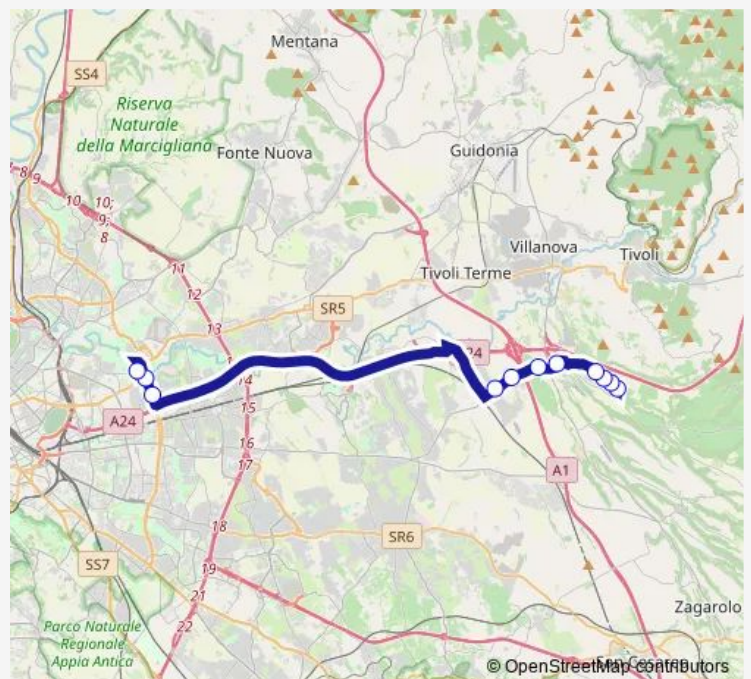 Mentana
SS4
Riserva
Naturale
della Marcigliana
Fonte Nuova
Guidonia
8
9
10
10;
9;
8
11
Villanova
Tivoli
12
Tivoli Terme
SR5
13
24
14
A24
15
16
A1
17
18
SR6
SS7
19
21
Zagarolo
22
Parco Naturale
Regionale
Appia Antica
© OpenStreetMap contributors